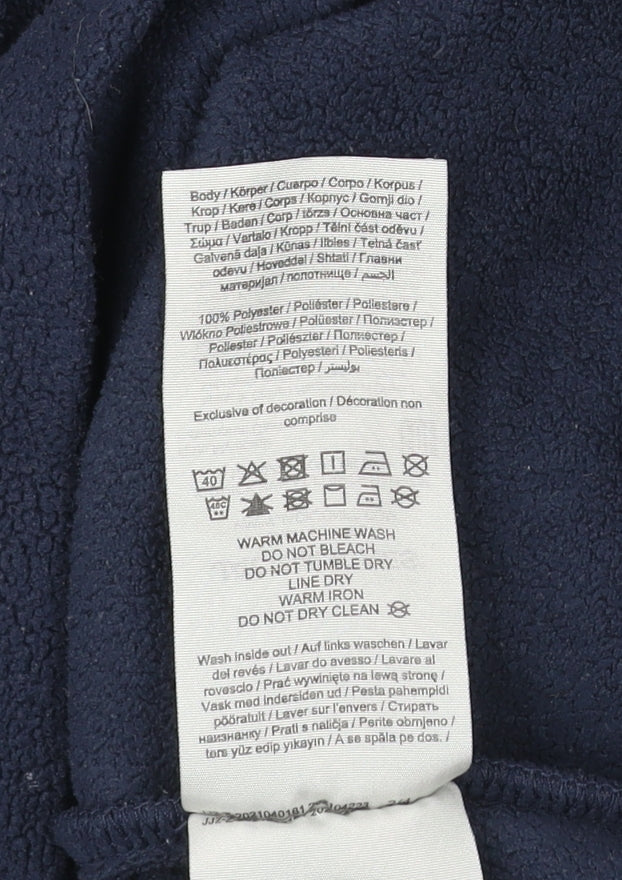 Body / Körper / Cuerpo / Corpo / Korpus /
Krop / Kere / Corps / Корпус / Gornji dio /
Trup / Baden / Corp / törzs / Основна част /
Σώμα / Vartalo / Kropp / Tělní část oděvu /
Galvenā daļa / Kūnas / Ilbles / Telná časť
odevu / Hoveddel / Shtati / Главни
материјал / полотнище / الجسم
100% Polyester / Poliéster / Poliestere /
Włókno Poliestrowe / Polüester / Полиэстер /
Poliester / Poliészter / Полиестер /
Πολυεστέρας / Polyesteri / Poliesteris /
Поліестер / بوليستر
Exclusive of decoration / Décoration non
comprise
40
40C
WARM MACHINE WASH
DO NOT BLEACH
DO NOT TUMBLE DRY
LINE DRY
WARM IRON
DO NOT DRY CLEAN
Wash inside out / Auf links waschen / Lavar
del revés / Lavar do avesso / Lavare al
rovescio / Prać wywinięte na lewą stronę /
Vask med indersiden ud / Pesta pahempidi
pööratult / Laver sur l'envers / Стирать
наизнанку / Prati s naličja / Perite obrnjeno /
ters yüz edip yıkayın / A se spăla pe dos. /